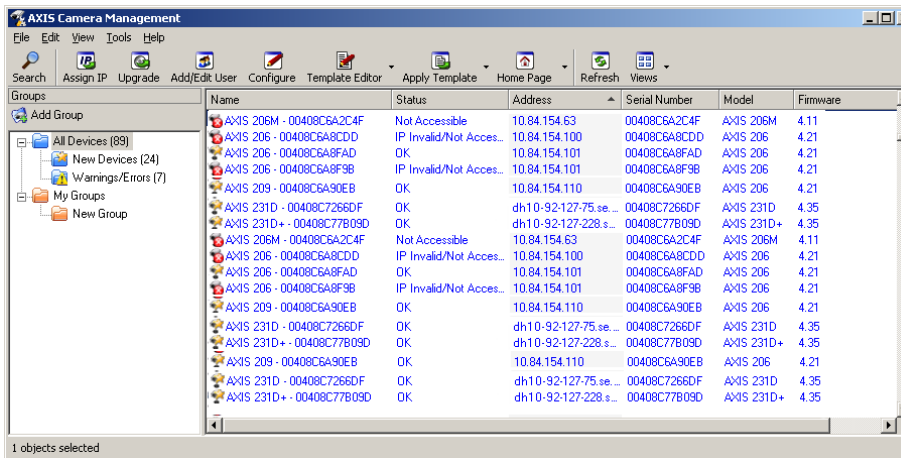 AXIS Camera Management
File Edit View Tools Help
Search Assign IP Upgrade Add/Edit User Configure Template Editor Apply Template Home Page Refresh Views
Groups
Add Group
All Devices (89)
New Devices (24)
Warnings/Errors (7)
My Groups
New Group
Name Status Address Serial Number Model Firmware
AXIS 206M - 00408C6A2C4F Not Accessible 10.84.154.63 00408C6A2C4F AXIS 206M 4.11
AXIS 206 - 00408C6A8CDD IP Invalid/Not Acces... 10.84.154.100 00408C6A8CDD AXIS 206 4.21
AXIS 206 - 00408C6A8FAD OK 10.84.154.101 00408C6A8FAD AXIS 206 4.21
AXIS 206 - 00408C6A8F9B IP Invalid/Not Acces... 10.84.154.101 00408C6A8F9B AXIS 206 4.21
AXIS 209 - 00408C6A90EB OK 10.84.154.110 00408C6A90EB AXIS 206 4.21
AXIS 231D - 00408C7266DF OK dh10-92-127-75.se.... 00408C7266DF AXIS 231D 4.35
AXIS 231D+ - 00408C77B09D OK dh10-92-127-228.s... 00408C77B09D AXIS 231D+ 4.35
AXIS 206M - 00408C6A2C4F Not Accessible 10.84.154.63 00408C6A2C4F AXIS 206M 4.11
AXIS 206 - 00408C6A8CDD IP Invalid/Not Acces... 10.84.154.100 00408C6A8CDD AXIS 206 4.21
AXIS 206 - 00408C6A8FAD OK 10.84.154.101 00408C6A8FAD AXIS 206 4.21
AXIS 206 - 00408C6A8F9B IP Invalid/Not Acces... 10.84.154.101 00408C6A8F9B AXIS 206 4.21
AXIS 209 - 00408C6A90EB OK 10.84.154.110 00408C6A90EB AXIS 206 4.21
AXIS 231D - 00408C7266DF OK dh10-92-127-75.se.... 00408C7266DF AXIS 231D 4.35
AXIS 231D+ - 00408C77B09D OK dh10-92-127-228.s... 00408C77B09D AXIS 231D+ 4.35
AXIS 209 - 00408C6A90EB OK 10.84.154.110 00408C6A90EB AXIS 206 4.21
AXIS 231D - 00408C7266DF OK dh10-92-127-75.se.... 00408C7266DF AXIS 231D 4.35
AXIS 231D+ - 00408C77B09D OK dh10-92-127-228.s... 00408C77B09D AXIS 231D+ 4.35
1 objects selected